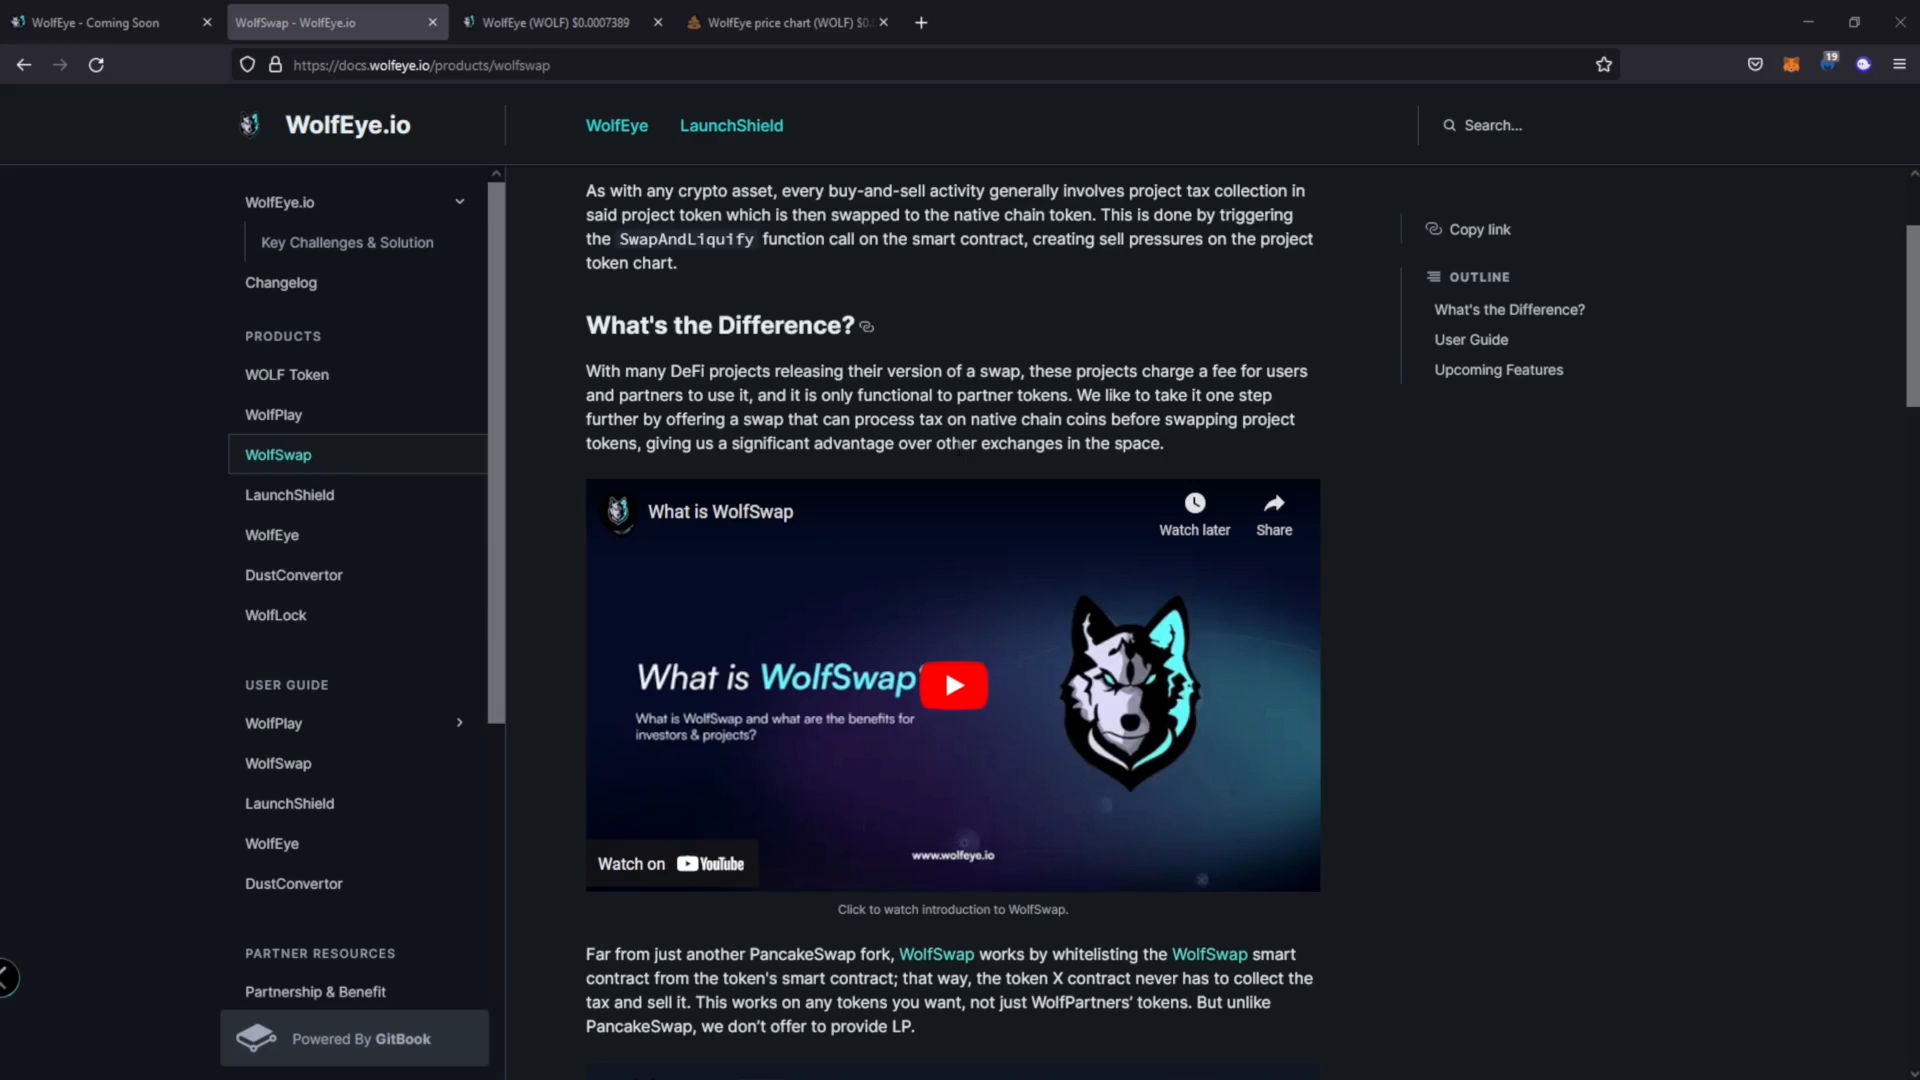 WolfEye - Coming Soon
WolfSwap - WolfEye.io
WolfEye (WOLF) $0.0007389
WolfEye price chart (WOLF) $0.
https://docs.wolfeye.io/products/wolfswap
19
WolfEye.io
WolfEye
LaunchShield
Search...
WolfEye.io
Key Challenges & Solution
Changelog
PRODUCTS
WOLF Token
WolfPlay
WolfSwap
LaunchShield
WolfEye
DustConvertor
WolfLock
USER GUIDE
WolfPlay
WolfSwap
LaunchShield
WolfEye
DustConvertor
PARTNER RESOURCES
Partnership & Benefit
Powered By GitBook
As with any crypto asset, every buy-and-sell activity generally involves project tax collection in
said project token which is then swapped to the native chain token. This is done by triggering
the SwapAndLiquify function call on the smart contract, creating sell pressures on the project
token chart.
What's the Difference?
With many DeFi projects releasing their version of a swap, these projects charge a fee for users
and partners to use it, and it is only functional to partner tokens. We like to take it one step
further by offering a swap that can process tax on native chain coins before swapping project
tokens, giving us a significant advantage over other exchanges in the space.
What is WolfSwap
Watch later
Share
What is WolfSwap
What is WolfSwap and what are the benefits for
investors & projects?
www.wolfeye.io
Watch on YouTube
Click to watch introduction to WolfSwap.
Far from just another PancakeSwap fork, WolfSwap works by whitelisting the WolfSwap smart
contract from the token's smart contract; that way, the token X contract never has to collect the
tax and sell it. This works on any tokens you want, not just WolfPartners’ tokens. But unlike
PancakeSwap, we don’t offer to provide LP.
Copy link
OUTLINE
What's the Difference?
User Guide
Upcoming Features